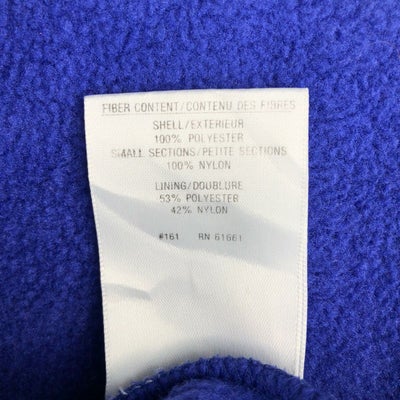 FIBER CONTENT/CONTENU DES FIBRES
SHELL/EXTERIEUR
100% POLYESTER
SMALL SECTIONS/PETITE SECTIONS
100% NYLON
LINING/DOUBLURE
53% POLYESTER
42% NYLON
#161 RN 61661